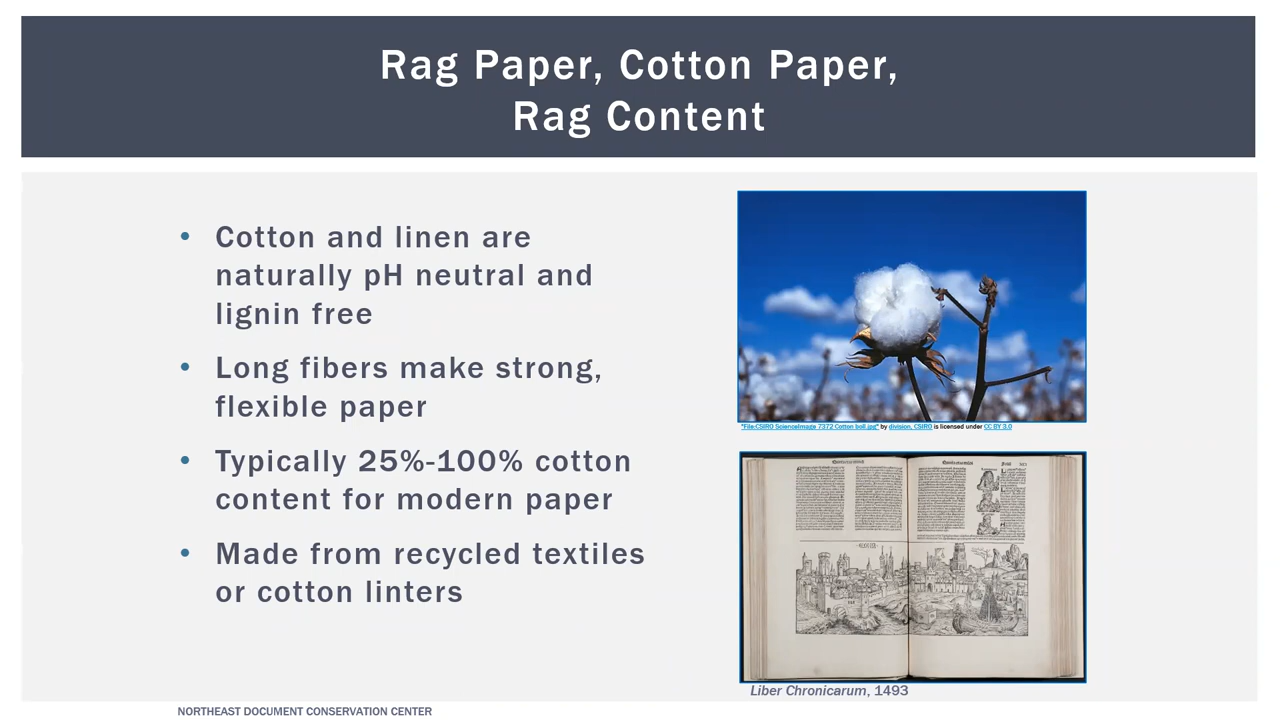 Rag Paper, Cotton Paper,
Rag Content
• Cotton and linen are
naturally pH neutral and
lignin free
• Long fibers make strong,
flexible paper
• Typically 25%-100% cotton
content for modern paper
• Made from recycled textiles
or cotton linters
"File:CSIRO ScienceImage 7372 Cotton boll.jpg" by division, CSIRO is licensed under CC BY 3.0
Liber Chronicarum, 1493
NORTHEAST DOCUMENT CONSERVATION CENTER